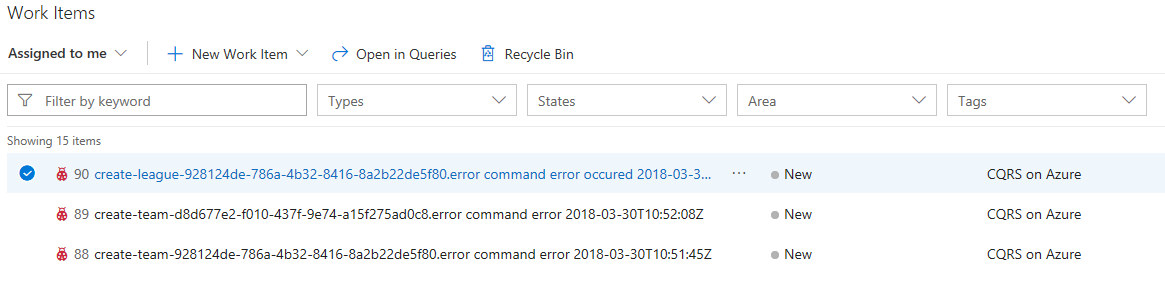 Work Items
Assigned to me New Work Item Open in Queries Recycle Bin
Filter by keyword Types States Area Tags
Showing 15 items
90 create-league-928124de-786a-4b32-8416-8a2b22de5f80.error command error occured 2018-03-3... ... New CQRS on Azure
89 create-team-d8d677e2-f010-437f-9e74-a15f275ad0c8.error command error 2018-03-30T10:52:08Z New CQRS on Azure
88 create-team-928124de-786a-4b32-8416-8a2b22de5f80.error command error 2018-03-30T10:51:45Z New CQRS on Azure